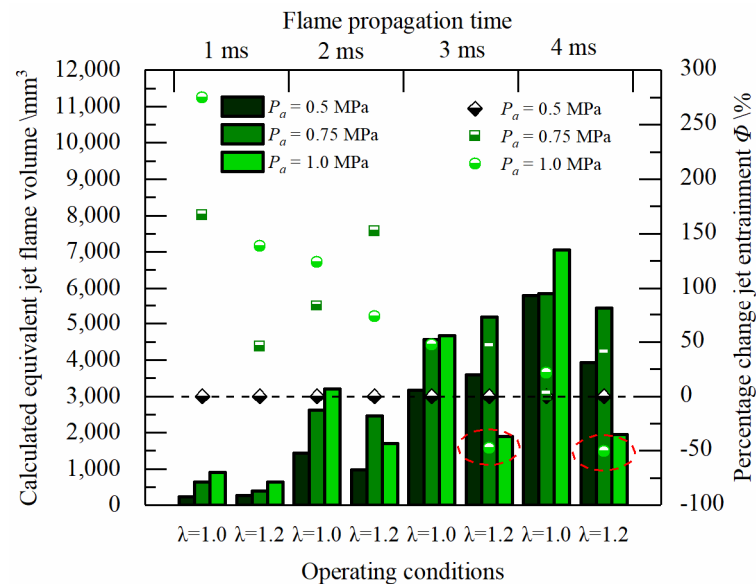 Flame propagation time
1 ms 2 ms 3 ms 4 ms
Calculated equivalent jet flame volume \mm³
12,000
11,000
10,000
9,000
8,000
7,000
6,000
5,000
4,000
3,000
2,000
1,000
0
Pₐ = 0.5 MPa
Pₐ = 0.75 MPa
Pₐ = 1.0 MPa
Pₐ = 0.5 MPa
Pₐ = 0.75 MPa
Pₐ = 1.0 MPa
300
250
200
150
100
50
0
-50
-100
Percentage change jet entrainment Φ\%
λ=1.0 λ=1.2 λ=1.0 λ=1.2 λ=1.0 λ=1.2 λ=1.0 λ=1.2
Operating conditions